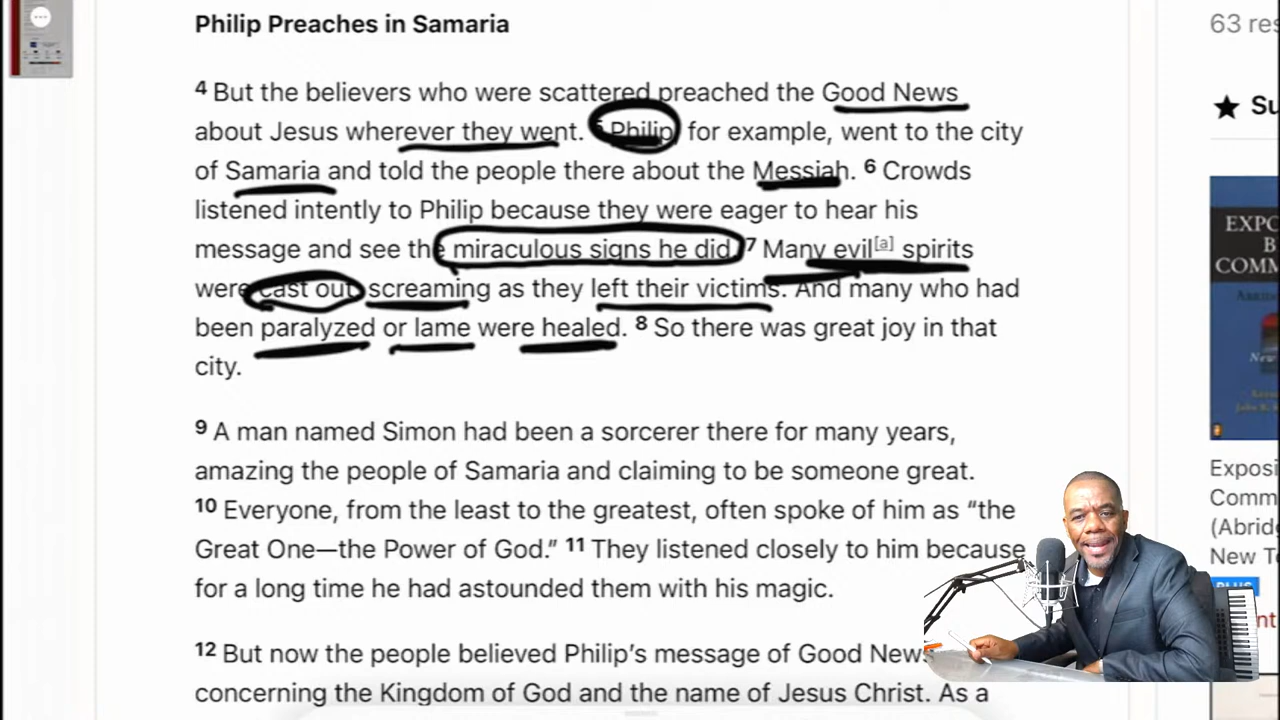 Philip Preaches in Samaria
63 res
4 But the believers who were scattered preached the Good News
about Jesus wherever they went. 5 Philip for example, went to the city
of Samaria and told the people there about the Messiah. 6 Crowds
listened intently to Philip because they were eager to hear his
message and see the miraculous signs he did. 7 Many evil[a] spirits
were cast out, screaming as they left their victims. And many who had
been paralyzed or lame were healed. 8 So there was great joy in that
city.
9 A man named Simon had been a sorcerer there for many years,
amazing the people of Samaria and claiming to be someone great.
10 Everyone, from the least to the greatest, often spoke of him as “the
Great One—the Power of God.” 11 They listened closely to him because
for a long time he had astounded them with his magic.
12 But now the people believed Philip’s message of Good News
concerning the Kingdom of God and the name of Jesus Christ. As a
★ Su
EXPO
B
COMM
New
Exposi
Comm
(Abrid
New T
PLUS